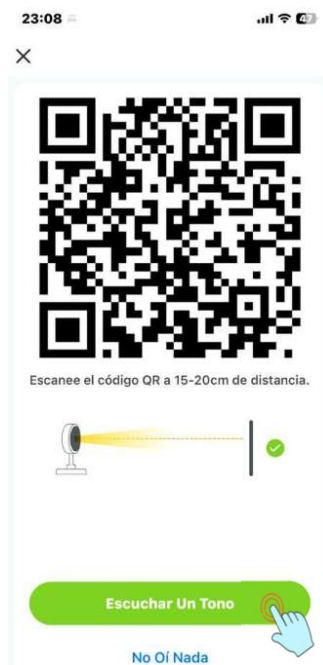 23:08
47
Escanee el código QR a 15-20cm de distancia.
Escuchar Un Tono
No Oí Nada